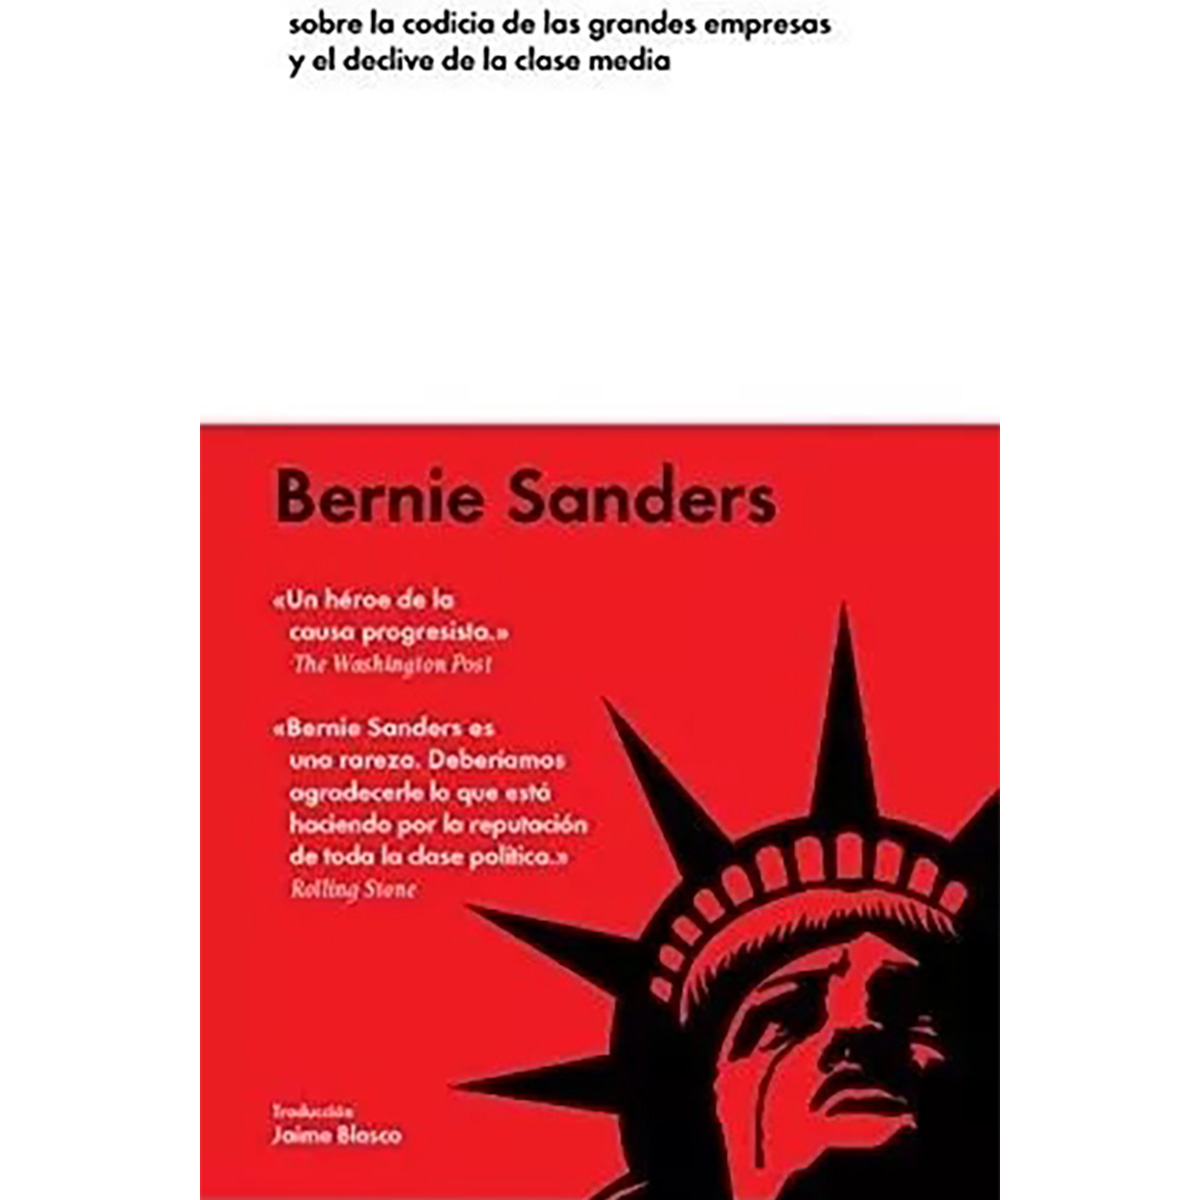 sobre la codicia de las grandes empresas
y el declive de la clase media
Bernie Sanders
«Un héroe de la
causa progresista.»
The Washington Post
«Bernie Sanders es
una rareza. Deberíamos
agradecerle lo que está
haciendo por la reputación
de toda la clase política.»
Rolling Stone
Traducción
Jaime Blasco